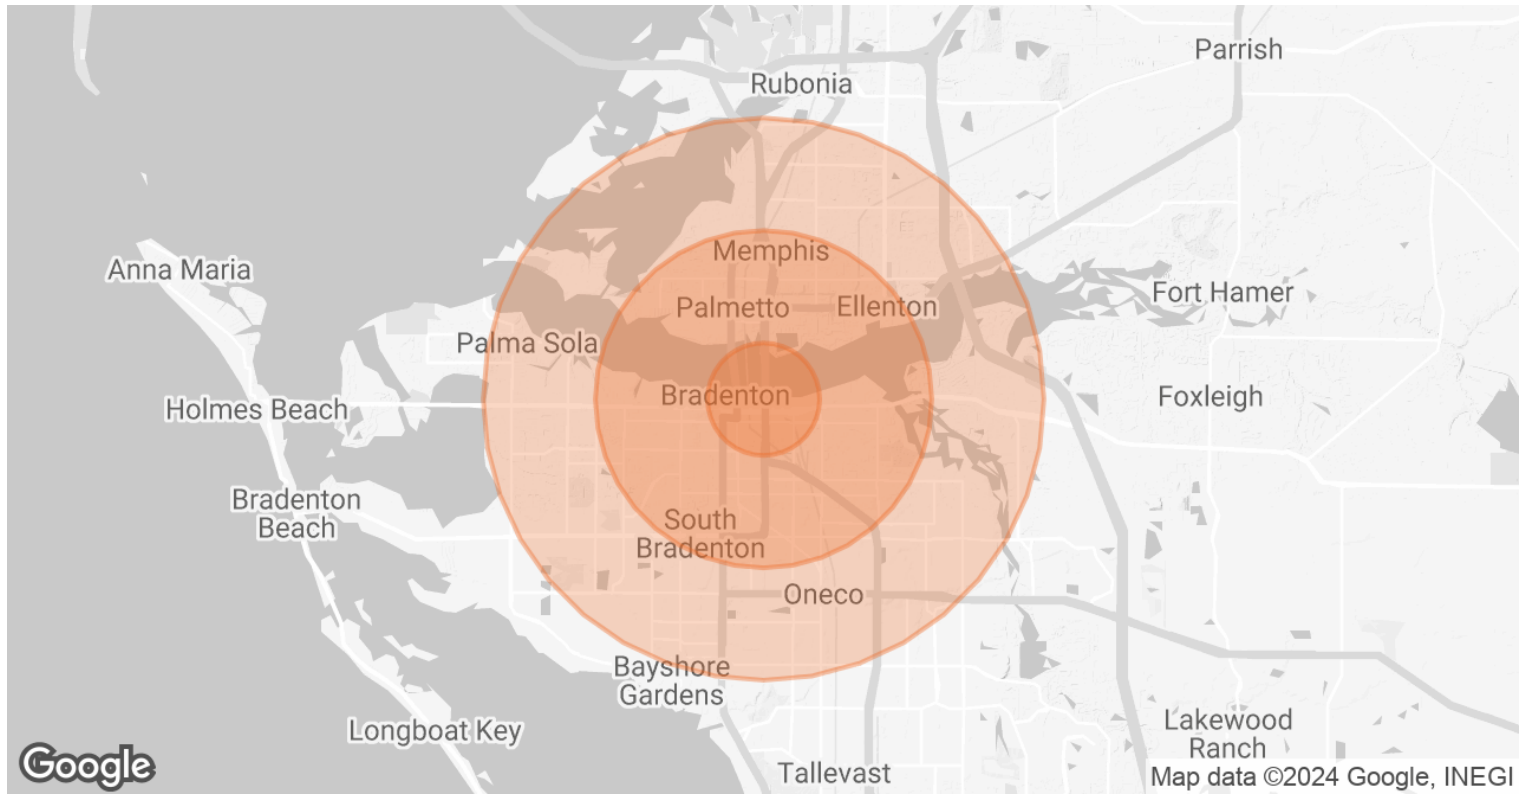 Parrish
Rubonia
Memphis
Anna Maria
Fort Hamer
Palmetto
Ellenton
Palma Sola
Bradenton
Foxleigh
Holmes Beach
Bradenton
Beach
South
Bradenton
Oneco
Bayshore
Gardens
Longboat Key
Lakewood
Ranch
Tallevast
Google
Map data ©2024 Google, INEGI